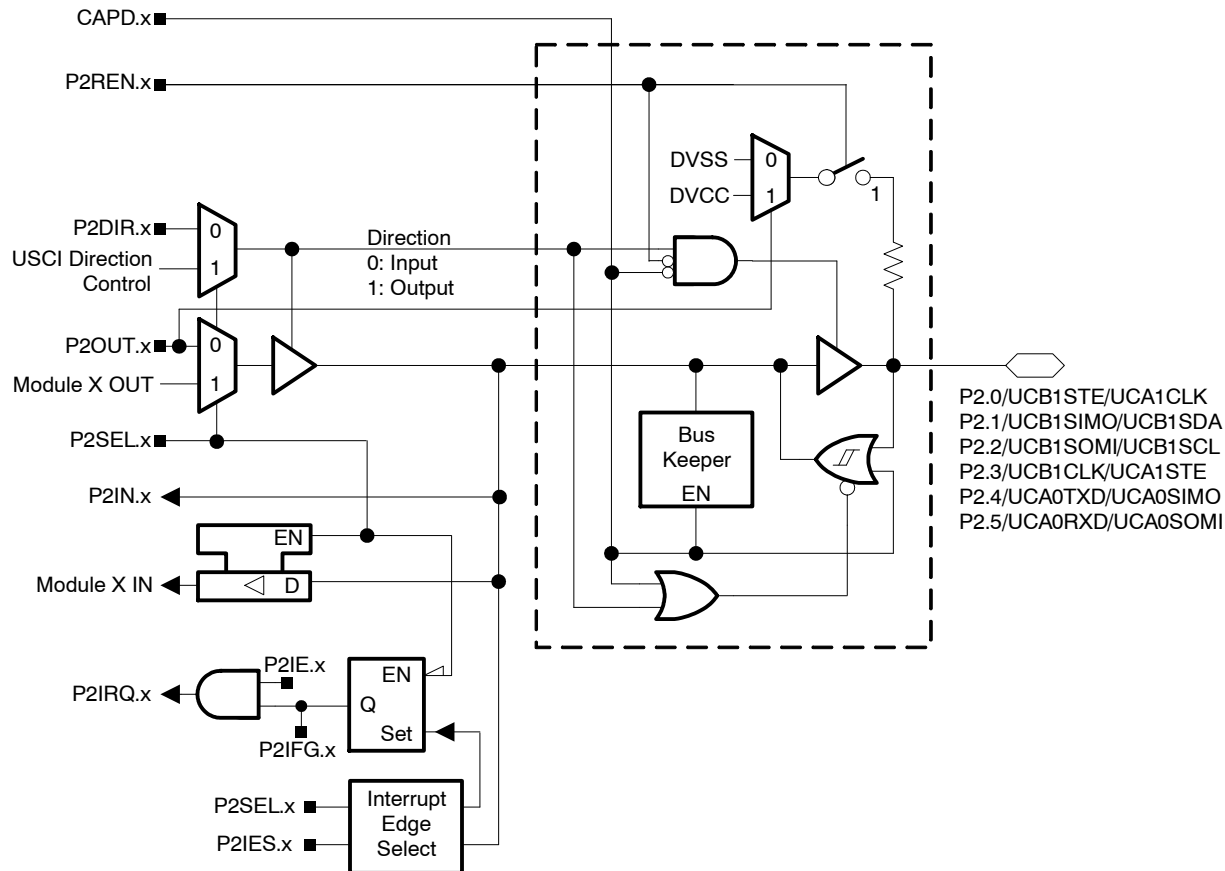 CAPD.x
P2REN.x
DVSS
0
DVCC
1
1
P2DIR.x
0
USCI Direction
Control
1
Direction
0: Input
1: Output
P2OUT.x
0
Module X OUT
1
P2SEL.x
Bus
Keeper
EN
P2.0/UCB1STE/UCA1CLK
P2.1/UCB1SIMO/UCB1SDA
P2.2/UCB1SOMI/UCB1SCL
P2.3/UCB1CLK/UCA1STE
P2.4/UCA0TXD/UCA0SIMO
P2.5/UCA0RXD/UCA0SOMI
P2IN.x
EN
Module X IN
D
P2IE.x
P2IRQ.x
P2IFG.x
EN
Q
Set
P2SEL.x
P2IES.x
Interrupt
Edge
Select